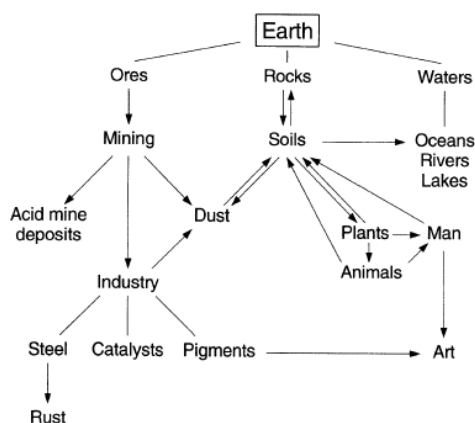 Earth
Ores
Rocks
Waters
Mining
Soils
Oceans
Rivers
Lakes
Acid mine
deposits
Dust
Plants
Man
Animals
Industry
Steel
Catalysts
Pigments
Art
Rust